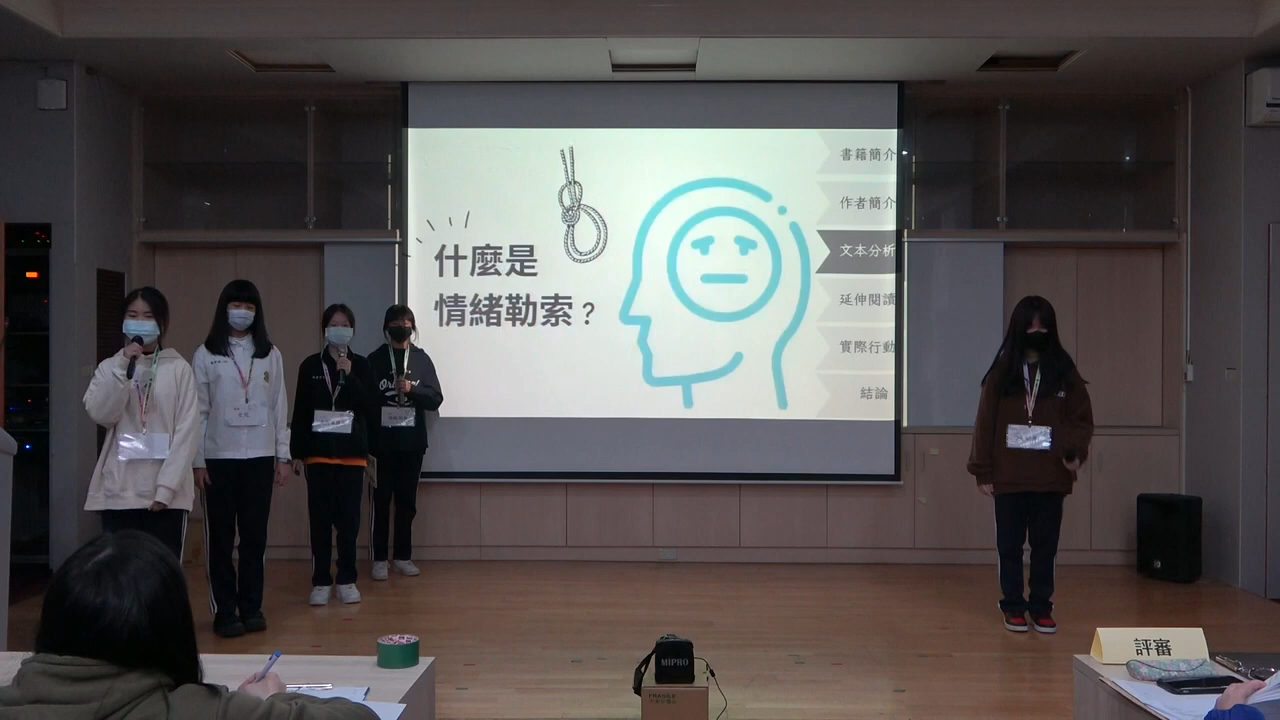 什麼是
情緒勒索？
書籍簡介
作者簡介
文本分析
延伸閱讀
實際行動
結論
MIPRO
FRAGILE
評審